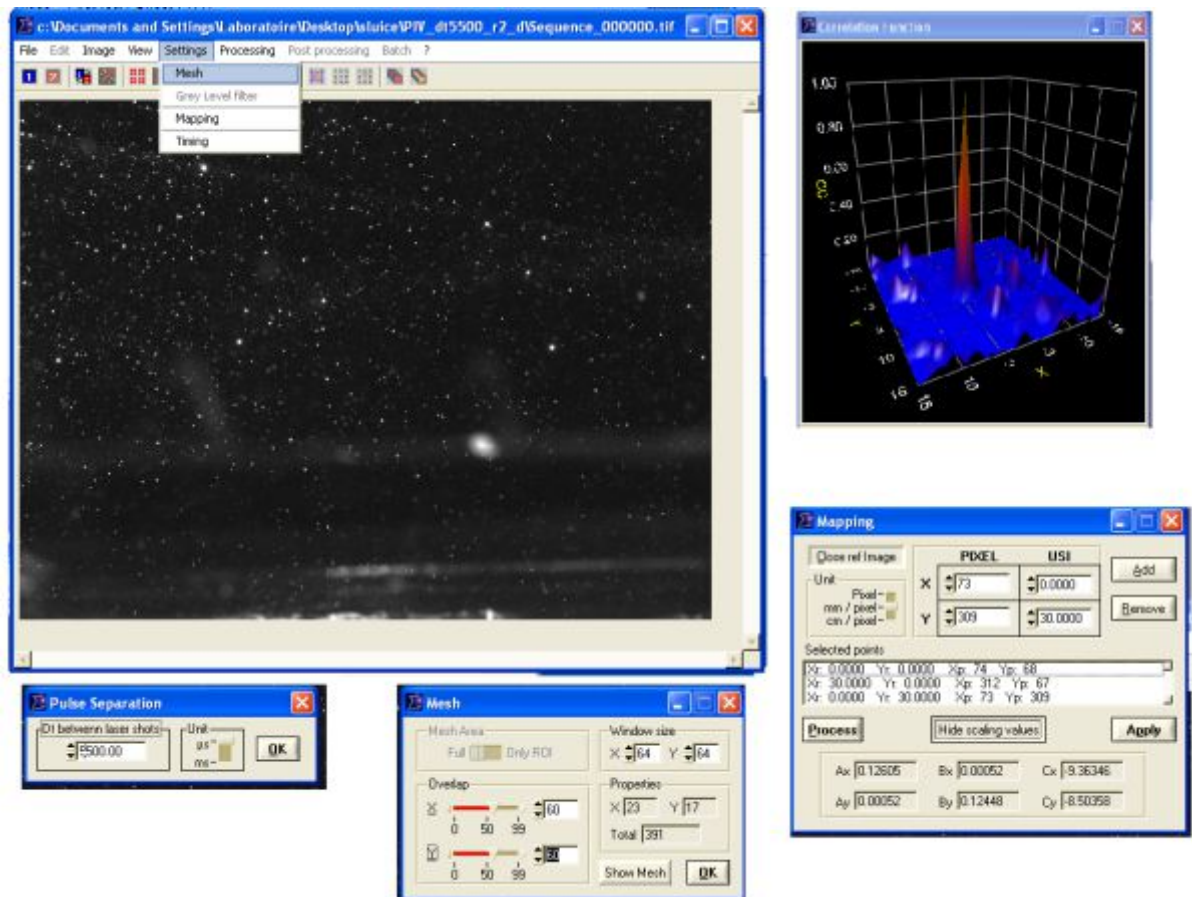 c:\Documents and Settings\Laboratoire\Desktop\sluice\PIV_dt5500_r2_d\Sequence_000000.tif
File Edit Image View Settings Processing Post processing Batch ?
Mesh
Grey Level filter
Mapping
Timing
Correlation Function
1.00
0.80
0.60
0.40
0.20
CC
Y
X
Pulse Separation
Dt betwenn laser shots
5500.00
Unit
µs
ms
OK
Mesh
Mesh Area
Full Only ROI
Window size
X 64 Y 64
Overlap
X 0 50 99 60
Y 0 50 99 60
Properties
X 23 Y 17
Total 391
Show Mesh OK
Mapping
Close ref Image
Unit
Pixel
mm / pixel
cm / pixel
PIXEL USI
X 73 0.0000
Y 309 30.0000
Add
Remove
Selected points
Xr: 0.0000 Yr: 0.0000 Xp: 74 Yp: 68
Xr: 30.0000 Yr: 0.0000 Xp: 312 Yp: 67
Xr: 0.0000 Yr: 30.0000 Xp: 73 Yp: 309
Process Hide scaling values Apply
Ax 0.12605 Bx 0.00052 Cx -9.36346
Ay 0.00052 By 0.12448 Cy -8.50358